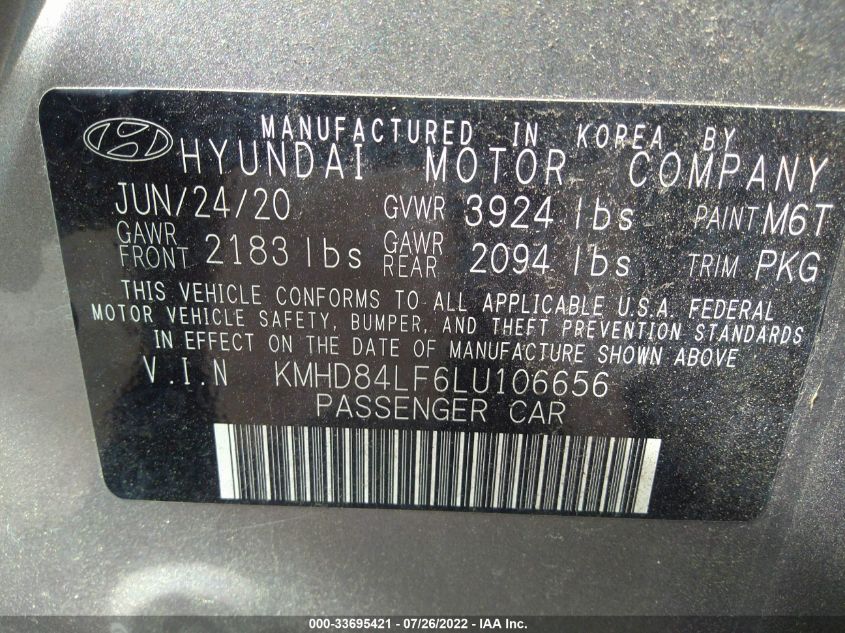 MANUFACTURED IN KOREA BY
HYUNDAI MOTOR COMPANY
JUN/24/20 GVWR 3924 lbs PAINT M6T
GAWR FRONT 2183 lbs GAWR REAR 2094 lbs TRIM PKG
THIS VEHICLE CONFORMS TO ALL APPLICABLE U.S.A. FEDERAL
MOTOR VEHICLE SAFETY, BUMPER, AND THEFT PREVENTION STANDARDS
IN EFFECT ON THE DATE OF MANUFACTURE SHOWN ABOVE
V.I.N KMHD84LF6LU106656
PASSENGER CAR
000-33695421 - 07/26/2022 - IAA Inc.